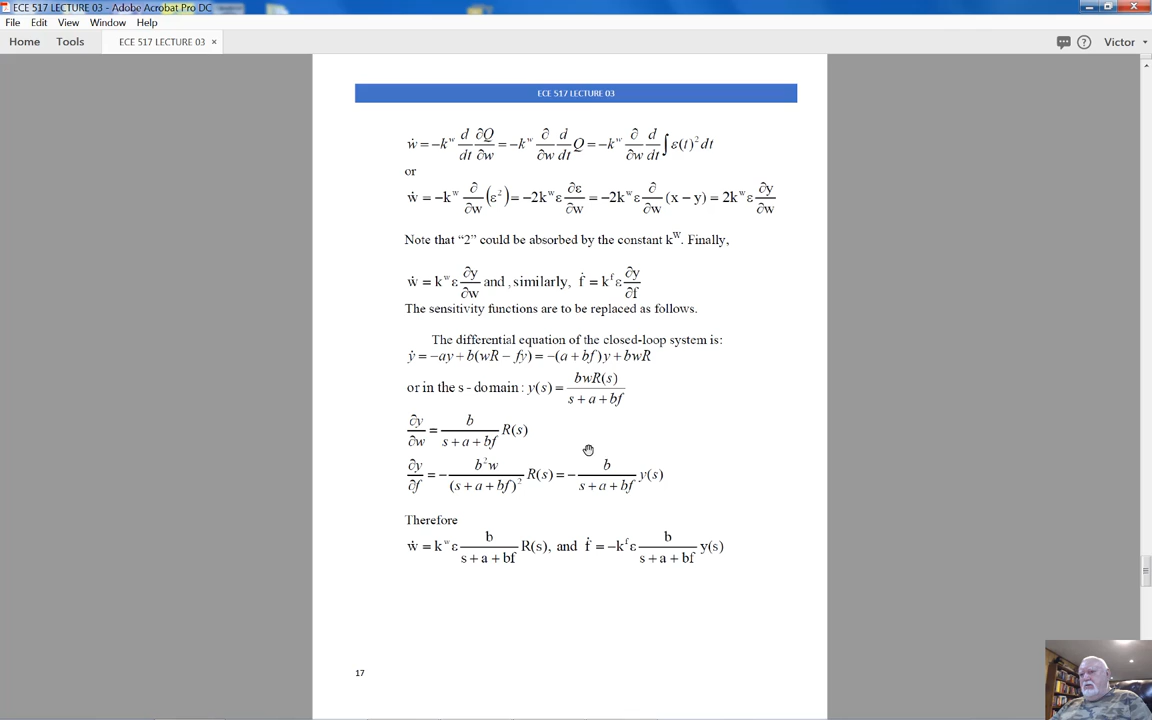 ECE 517 LECTURE 03 - Adobe Acrobat Pro DC
File Edit View Window Help
Home Tools ECE 517 LECTURE 03 × ? Victor
ECE 517 LECTURE 03
ẇ = −k^w d/dt ∂Q/∂w = −k^w ∂/∂w d/dt Q = −k^w ∂/∂w d/dt ∫ ε(t)² dt
or
ẇ = −k^w ∂/∂w (ε²) = −2k^w ε ∂ε/∂w = −2k^w ε ∂/∂w (x − y) = 2k^w ε ∂y/∂w
Note that “2” could be absorbed by the constant k^W. Finally,
ẇ = k^w ε ∂y/∂w and , similarly, ḟ = k^f ε ∂y/∂f
The sensitivity functions are to be replaced as follows.
The differential equation of the closed-loop system is:
ẏ = −ay + b(wR − fy) = −(a + bf)y + bwR
or in the s - domain : y(s) = bwR(s)/(s + a + bf)
∂y/∂w = b/(s + a + bf) R(s)
∂y/∂f = − b²w/(s + a + bf)² R(s) = − b/(s + a + bf) y(s)
Therefore
ẇ = k^w ε b/(s + a + bf) R(s), and ḟ = −k^f ε b/(s + a + bf) y(s)
17